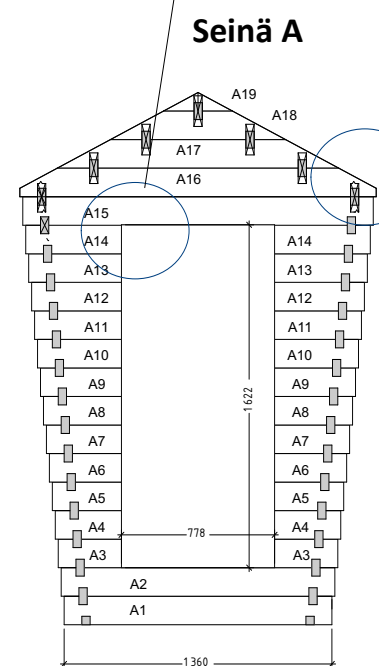 Seinä A
A19
A18
A17
A16
A15
A14 A14
A13 A13
A12 A12
A11 A11
A10 A10
A9 A9
1622
A8 A8
A7 A7
A6 A6
A5 A5
778
A4 A4
A3 A3
A2
A1
1360